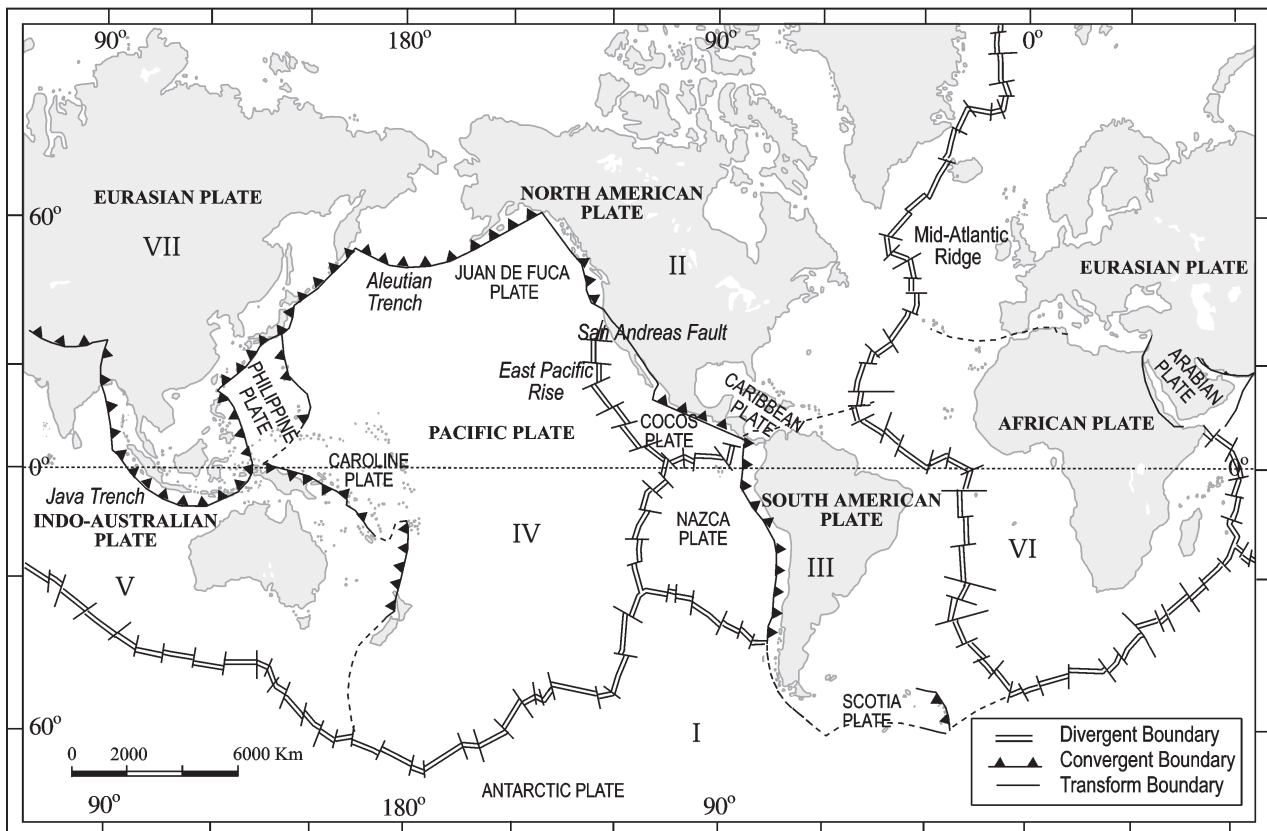 90°
180°
90°
0°
60°
EURASIAN PLATE
VII
NORTH AMERICAN
PLATE
II
Mid-Atlantic
Ridge
EURASIAN PLATE
Aleutian
Trench
JUAN DE FUCA
PLATE
San Andreas Fault
East Pacific
Rise
PHILIPPINE
PLATE
CARIBBEAN
PLATE
ARABIAN
PLATE
COCOS
PLATE
PACIFIC PLATE
AFRICAN PLATE
CAROLINE
PLATE
0°
0°
Java Trench
INDO-AUSTRALIAN
PLATE
V
IV
NAZCA
PLATE
SOUTH AMERICAN
PLATE
III
VI
SCOTIA
PLATE
I
60°
0 2000 6000 Km
ANTARCTIC PLATE
Divergent Boundary
Convergent Boundary
Transform Boundary
90°
180°
90°